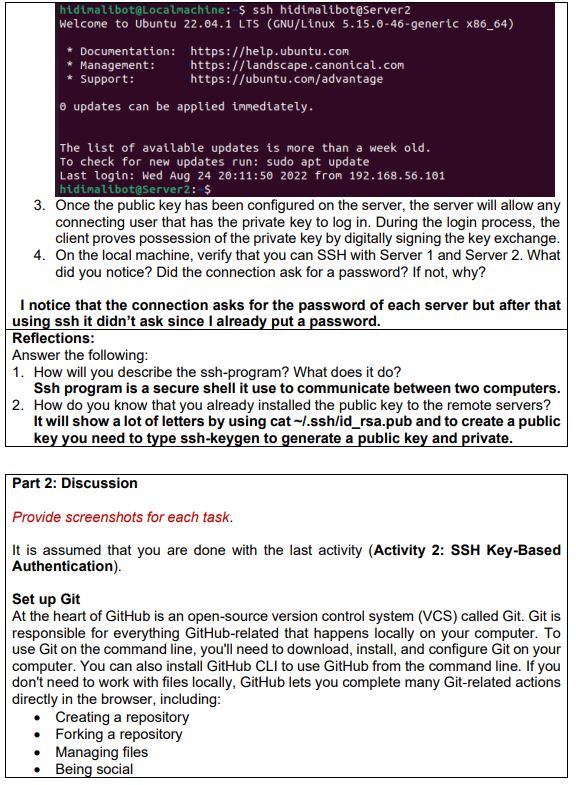 hidimalibot@Localmachine:~$ ssh hidimalibot@Server2
Welcome to Ubuntu 22.04.1 LTS (GNU/Linux 5.15.0-46-generic x86_64)
* Documentation: https://help.ubuntu.com
* Management: https://landscape.canonical.com
* Support: https://ubuntu.com/advantage
0 updates can be applied immediately.
The list of available updates is more than a week old.
To check for new updates run: sudo apt update
Last login: Wed Aug 24 20:11:50 2022 from 192.168.56.101
hidimalibot@Server2:~$
3. Once the public key has been configured on the server, the server will allow any
connecting user that has the private key to log in. During the login process, the
client proves possession of the private key by digitally signing the key exchange.
4. On the local machine, verify that you can SSH with Server 1 and Server 2. What
did you notice? Did the connection ask for a password? If not, why?
I notice that the connection asks for the password of each server but after that
using ssh it didn't ask since I already put a password.
Reflections:
Answer the following:
1. How will you describe the ssh-program? What does it do?
Ssh program is a secure shell it use to communicate between two computers.
2. How do you know that you already installed the public key to the remote servers?
It will show a lot of letters by using cat ~/.ssh/id_rsa.pub and to create a public
key you need to type ssh-keygen to generate a public key and private.
Part 2: Discussion
Provide screenshots for each task.
It is assumed that you are done with the last activity (Activity 2: SSH Key-Based
Authentication).
Set up Git
At the heart of GitHub is an open-source version control system (VCS) called Git. Git is
responsible for everything GitHub-related that happens locally on your computer. To
use Git on the command line, you'll need to download, install, and configure Git on your
computer. You can also install GitHub CLI to use GitHub from the command line. If you
don't need to work with files locally, GitHub lets you complete many Git-related actions
directly in the browser, including:
• Creating a repository
• Forking a repository
• Managing files
• Being social